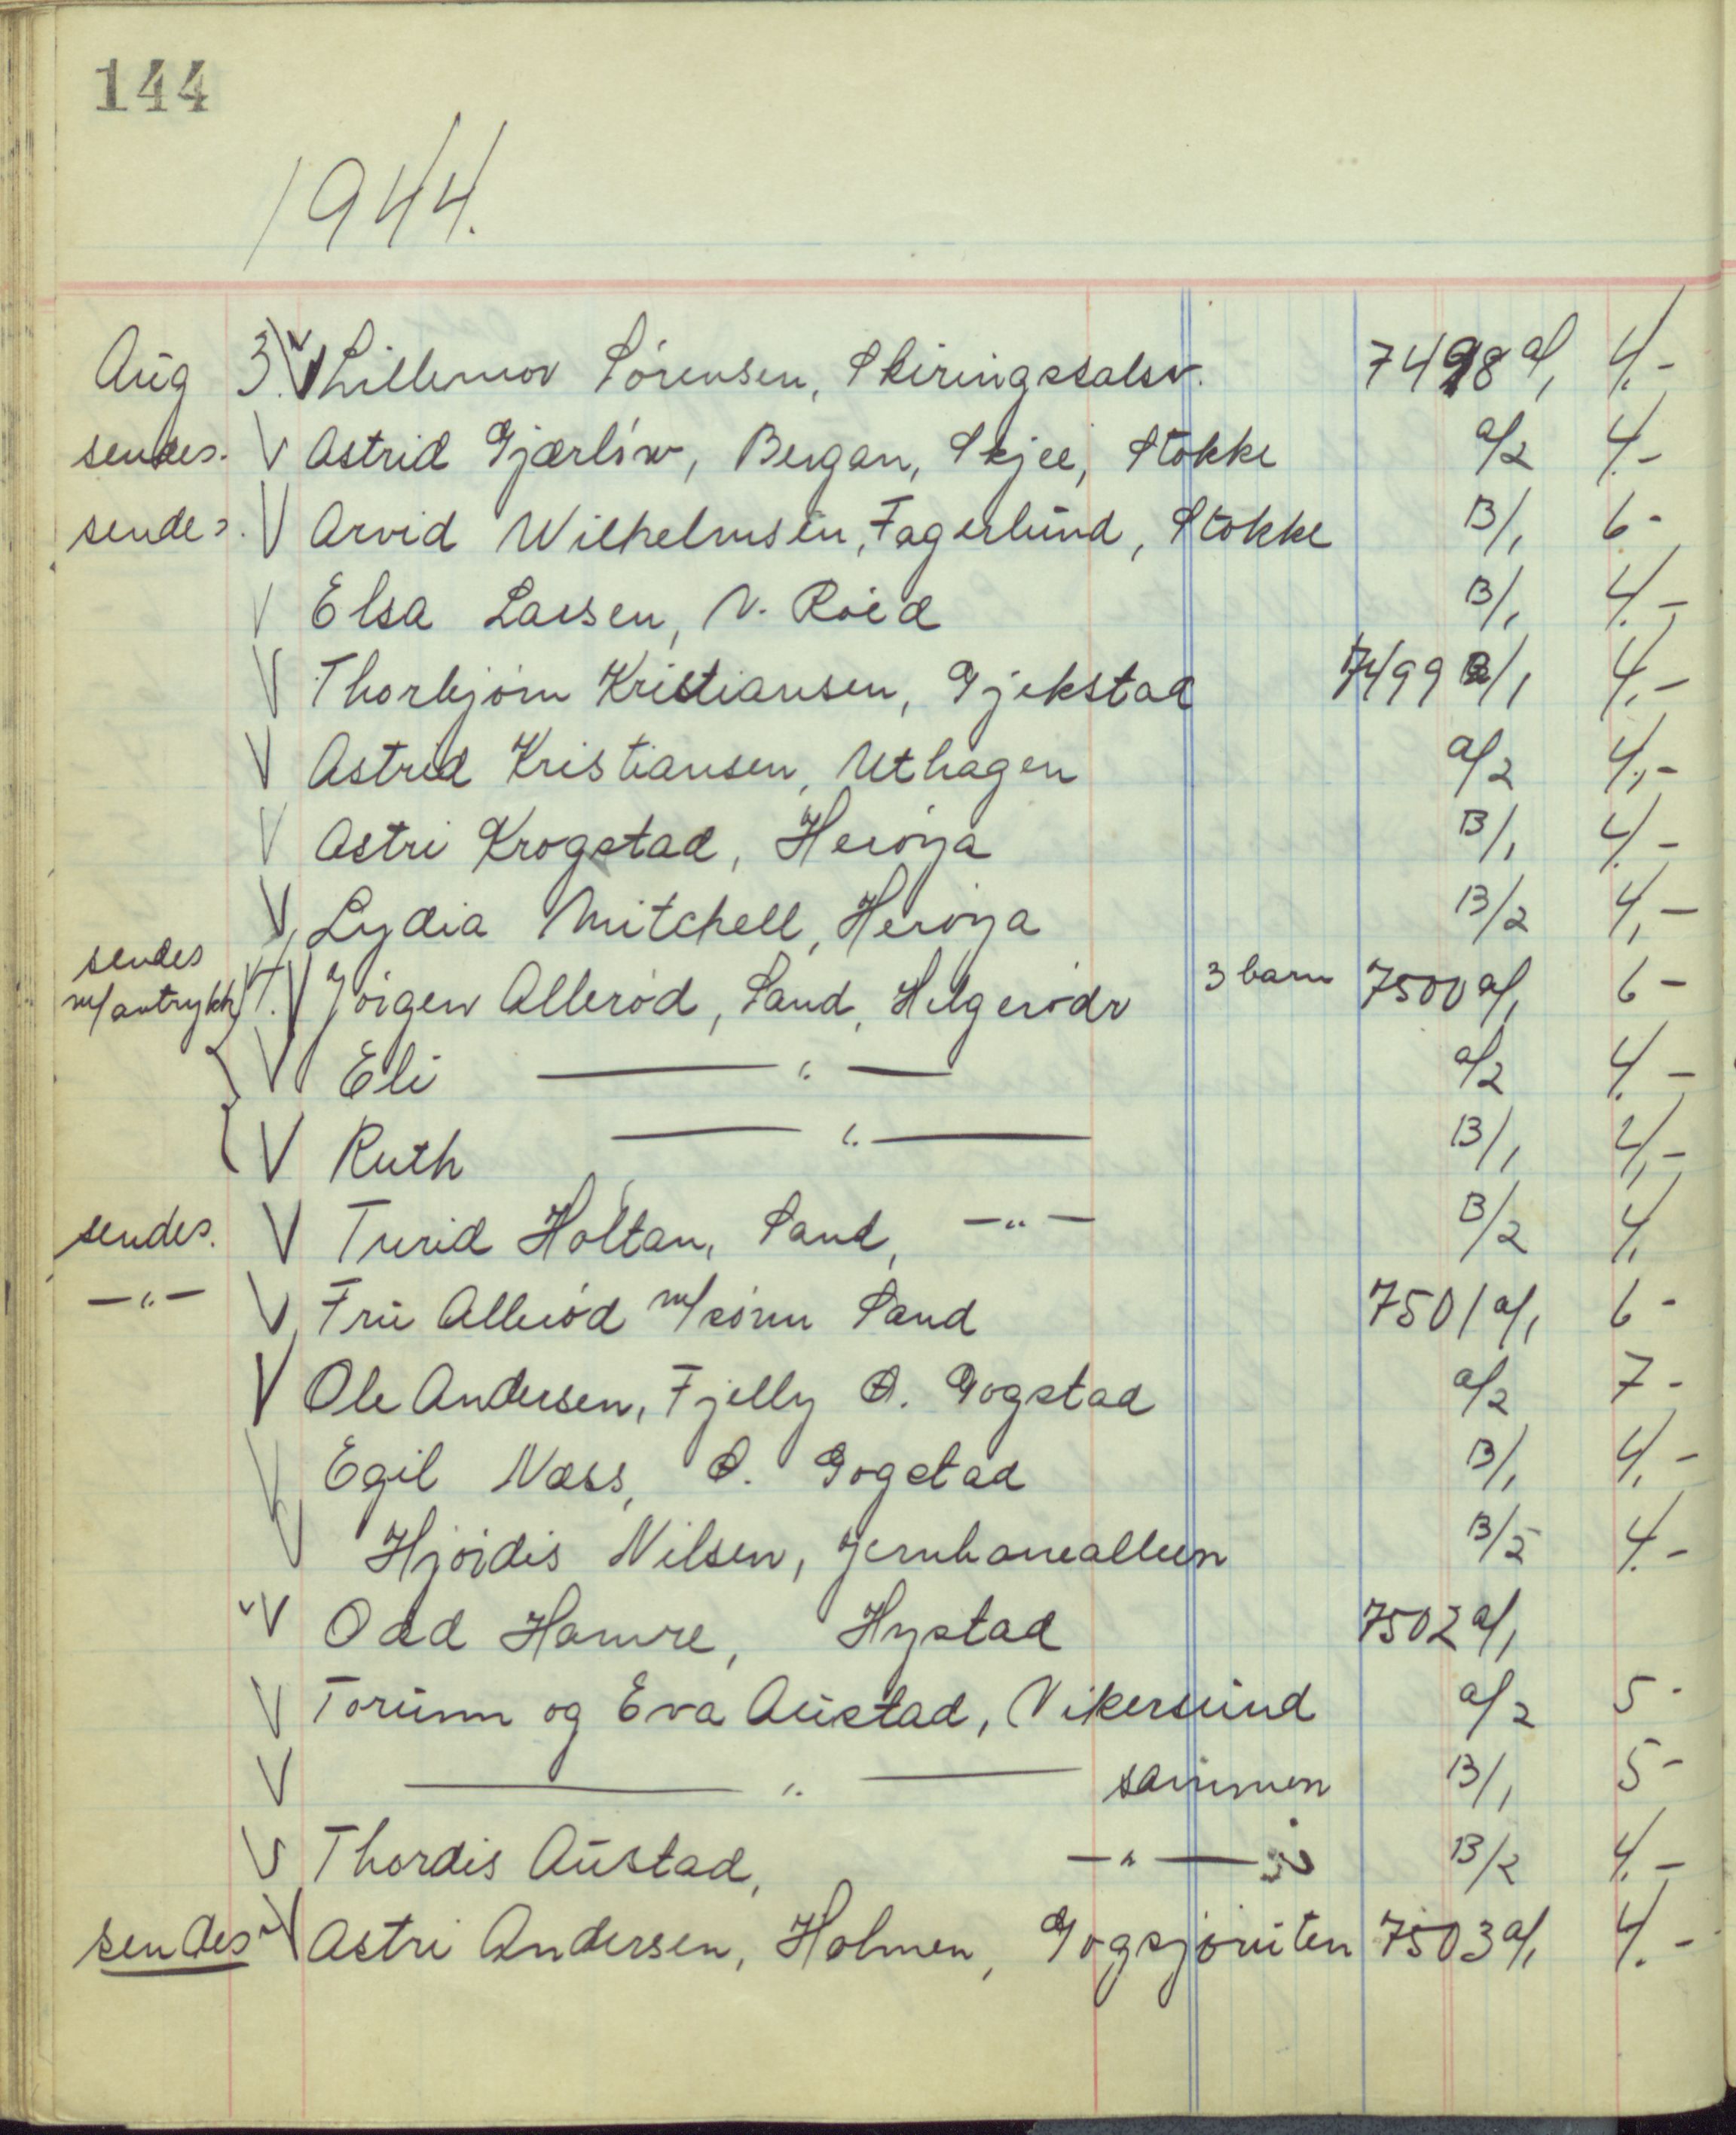 144
1944.
Aug 3. V Lillemor Sørensen, Skiringssalsv. 7498 a/1 4.-
sendes. V Astrid Gjærløw, Bergan, Skjee, Stokke a/2 4.-
sendes. V Arvid Wilhelmsen, Fagerlund, Stokke B/1 6-
V Elsa Larsen, V. Røed B/1 4.-
V Thorbjørn Kristiansen, Gjekstad 7499 B/1 4,-
V Astrid Kristiansen, Uthagen a/2 4,-
V Astri Krogstad, Herøya B/1 4.-
V Lydia Mitchell, Herøya B/2 4,-
sendes
m/avtrykk 4. V Jörgen Allerød, Sand, Helgerødv 3 barn 7500 a/1 6-
V Eli —— " — a/2 4.-
V Ruth —— " —— B/1 4,-
sendes. V Turid Holtan, Sand, —"— B/2 4.
—"— V Fru Allerød m/sønn Sand 7501 a/1 6-
V Ole Andersen, Fjelly Ø. Gogstad a/2 7-
V Egil Næss, Ø. Gogstad B/1 4.-
V Hjørdis Nilsen, Jernbanealleen B/2 4.-
V Odd Hamre, Hystad 7502 a/1
V Torunn og Eva Austad, Vikersund a/2 5-
V —— " —— sammen B/1 5-
V Thordis Austad, —"— B/2 4.-
sendes V Astri Andersen, Holmen, Gogsjøveien 7503 a/1 4.-